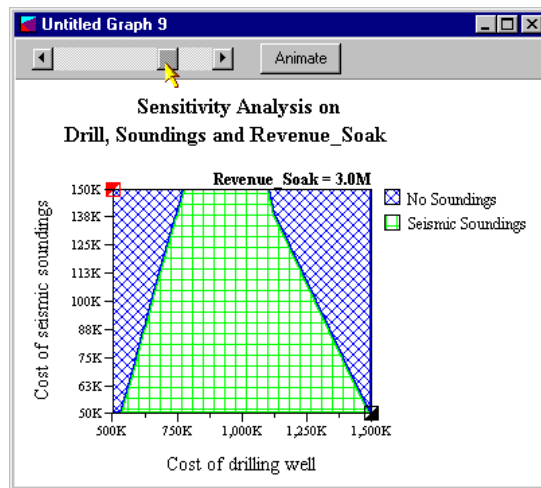 Untitled Graph 9
Animate
Sensitivity Analysis on
Drill, Soundings and Revenue_Soak
Revenue_Soak = 3.0M
No Soundings
Seismic Soundings
Cost of seismic soundings
150K
138K
125K
113K
100K
88K
75K
63K
50K
500K 750K 1,000K 1,250K 1,500K
Cost of drilling well